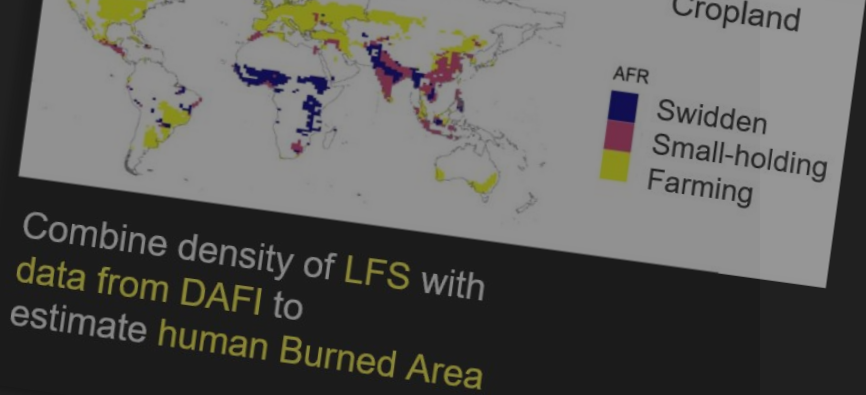 Cropland
AFR
Swidden
Small-holding
Farming
Combine density of LFS with
data from DAFI to
estimate human Burned Area